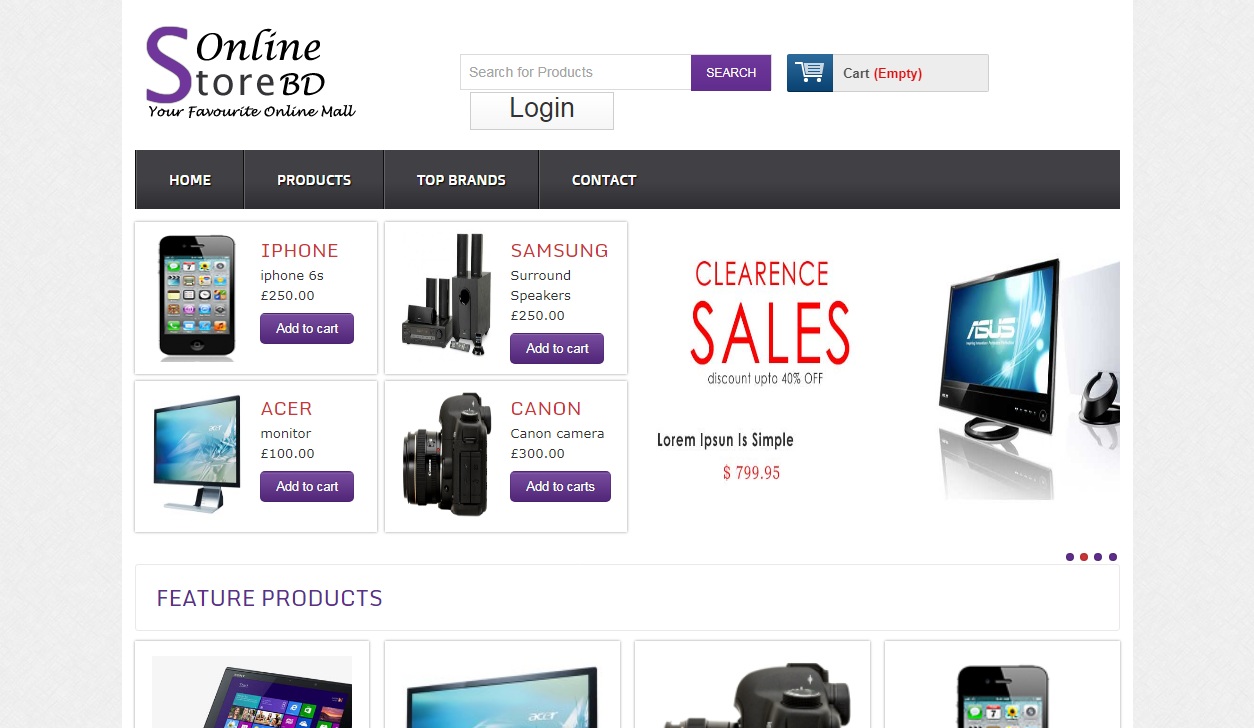 Online
StoreBD
Your Favourite Online Mall
Search for Products
SEARCH
Cart (Empty)
Login
HOME
PRODUCTS
TOP BRANDS
CONTACT
IPHONE
iphone 6s
£250.00
Add to cart
SAMSUNG
Surround
Speakers
£250.00
Add to cart
ACER
monitor
£100.00
Add to cart
CANON
Canon camera
£300.00
Add to carts
CLEARENCE
SALES
discount upto 40% OFF
Lorem Ipsun Is Simple
$ 799.95
ASUS
FEATURE PRODUCTS
acer